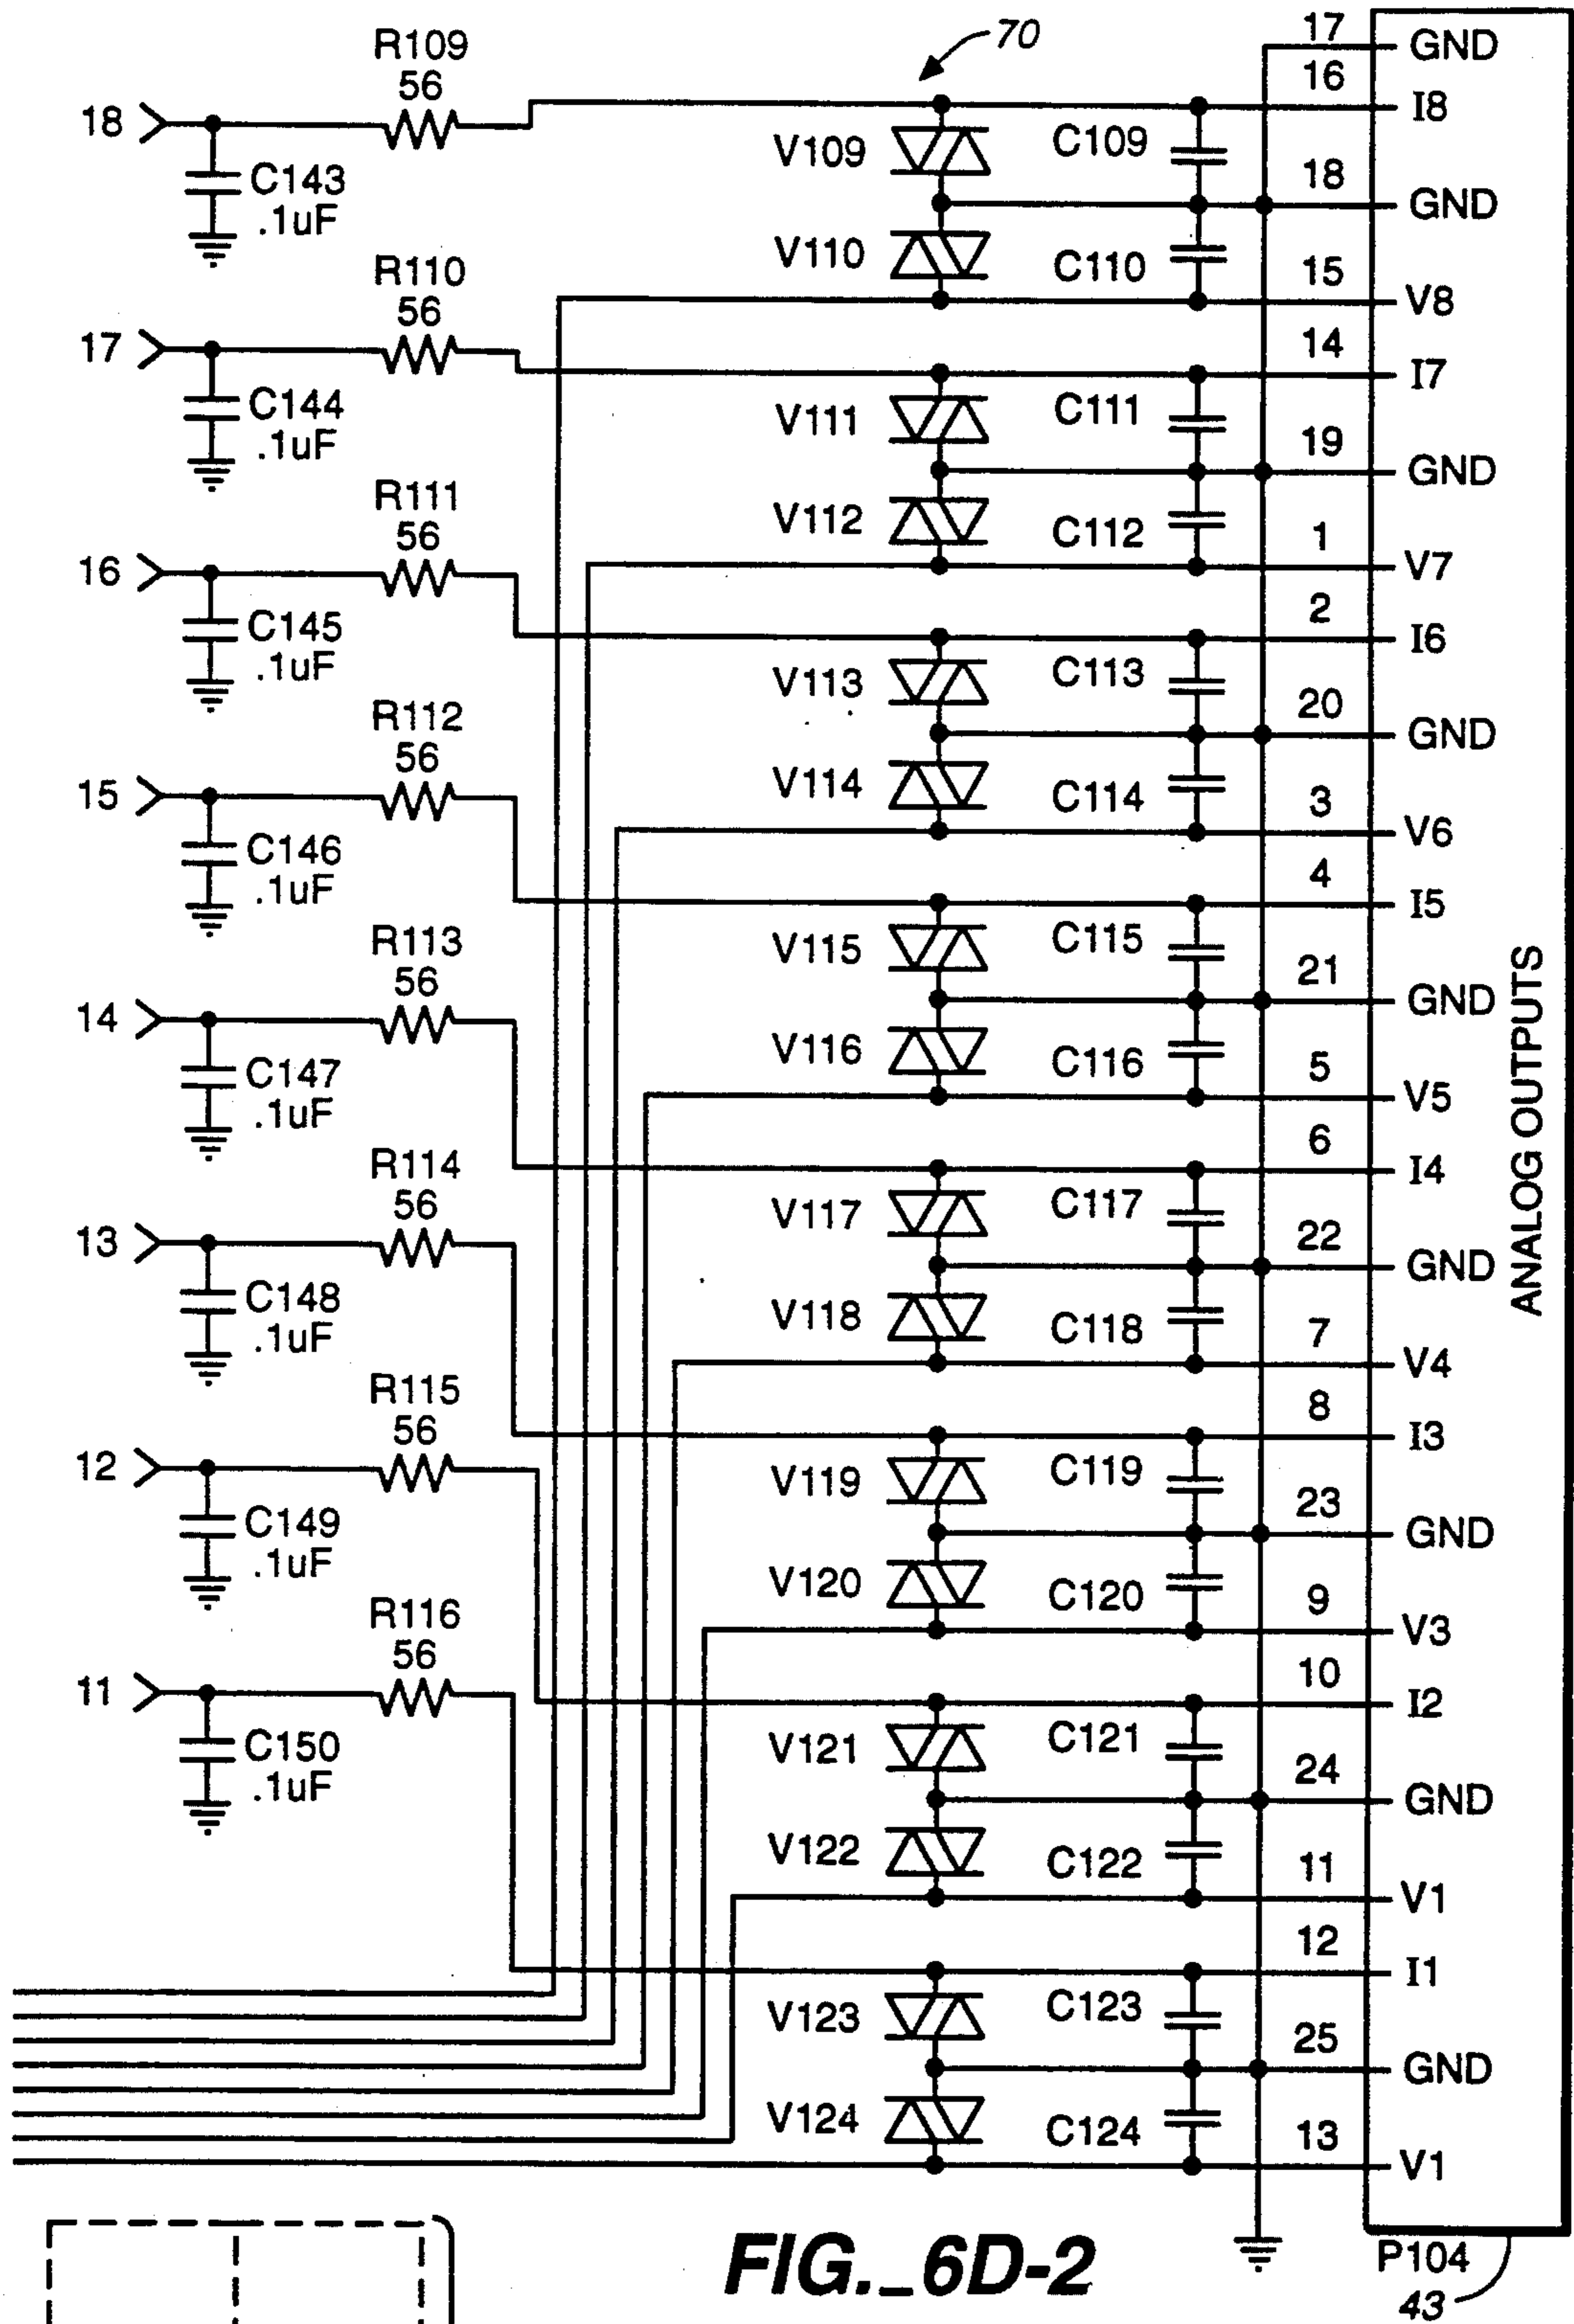 70
17 GND
R109
56
16 I8
18
V109
C109
C143
.1uF
18 GND
V110
C110
R110
56
15 V8
17
14 I7
V111
C111
C144
.1uF
19 GND
V112
C112
R111
56
1 V7
16
2 I6
C145
.1uF
V113
C113
20 GND
R112
56
V114
C114
15
3 V6
C146
.1uF
4 I5
R113
56
V115
C115
21 GND
14
V116
C116
C147
.1uF
5 V5
R114
56
6 I4
V117
C117
13
22 GND
C148
.1uF
V118
C118
7 V4
R115
56
8 I3
12
V119
C119
C149
.1uF
23 GND
V120
C120
R116
56
9 V3
11
10 I2
C150
.1uF
V121
C121
24 GND
V122
C122
11 V1
12 I1
V123
C123
25 GND
V124
C124
13 V1
ANALOG OUTPUTS
P104
43
FIG._6D-2